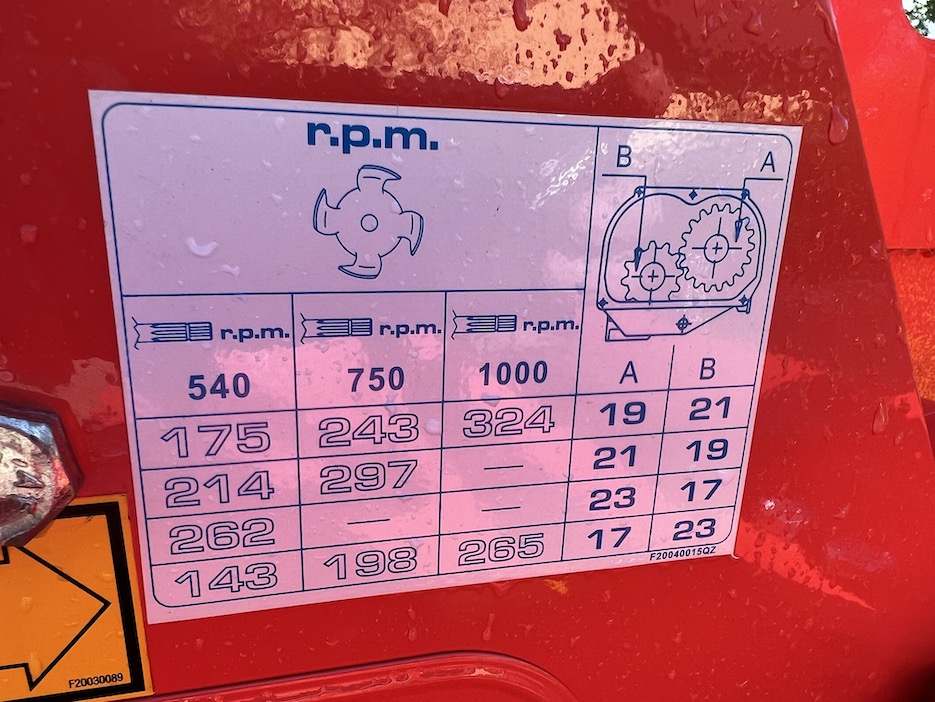 r.p.m.
B A
r.p.m. r.p.m. r.p.m.
540 750 1000 A B
175 243 324 19 21
214 297 — 21 19
262 — — 23 17
143 198 265 17 23
F20040015QZ
F20030089